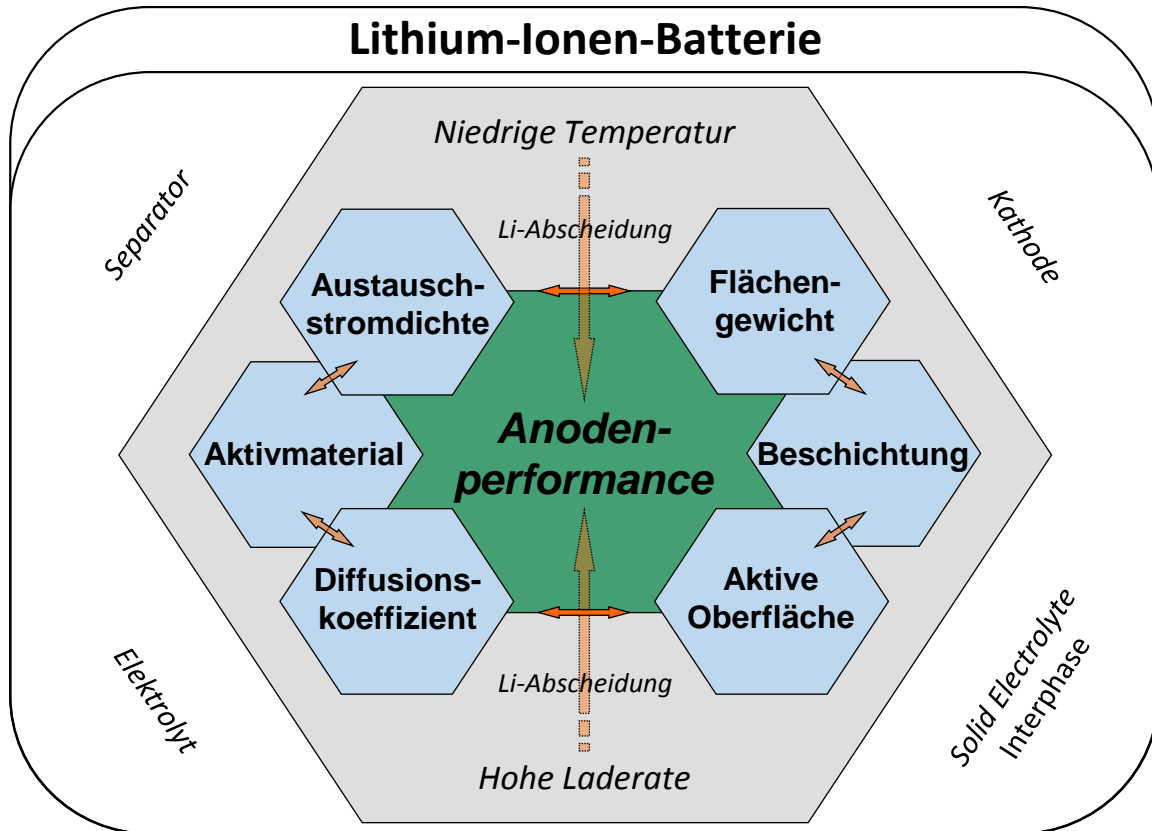 Lithium-Ionen-Batterie
Niedrige Temperatur
Separator
Kathode
Li-Abscheidung
Austausch-
stromdichte
Flächen-
gewicht
Aktivmaterial
Anoden-
performance
Beschichtung
Diffusions-
koeffizient
Aktive
Oberfläche
Elektrolyt
Li-Abscheidung
Solid Electrolyte
Interphase
Hohe Laderate